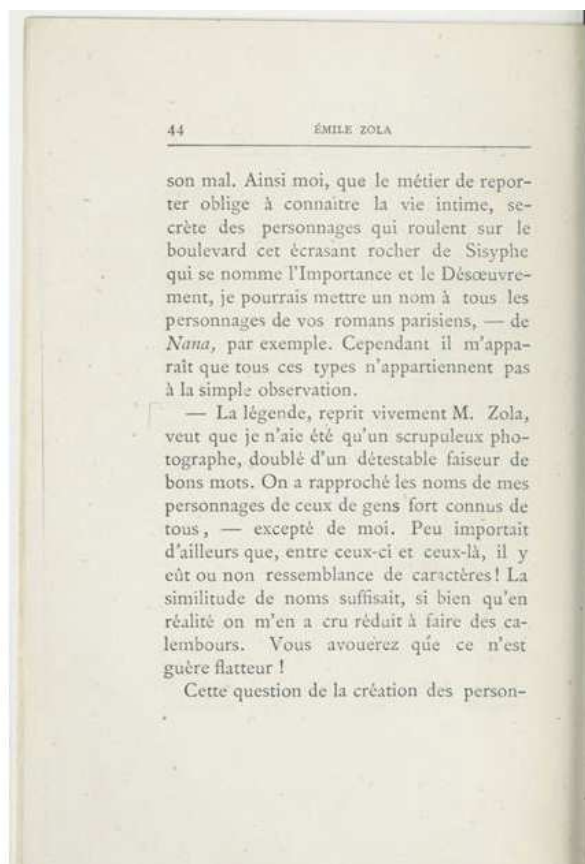 44 ÉMILE ZOLA
son mal. Ainsi moi, que le métier de repor-
ter oblige à connaitre la vie intime, se-
crète des personnages qui roulent sur le
boulevard cet écrasant rocher de Sisyphe
qui se nomme l'Importance et le Désœuvre-
ment, je pourrais mettre un nom à tous les
personnages de vos romans parisiens, — de
Nana, par exemple. Cependant il m'appa-
raît que tous ces types n'appartiennent pas
à la simple observation.
— La légende, reprit vivement M. Zola,
veut que je n'aie été qu'un scrupuleux pho-
tographe, doublé d'un détestable faiseur de
bons mots. On a rapproché les noms de mes
personnages de ceux de gens fort connus de
tous, — excepté de moi. Peu importait
d'ailleurs que, entre ceux-ci et ceux-là, il y
eût ou non ressemblance de caractères! La
similitude de noms suffisait, si bien qu'en
réalité on m'en a cru réduit à faire des ca-
lembours. Vous avouerez que ce n'est
guère flatteur !
Cette question de la création des person-